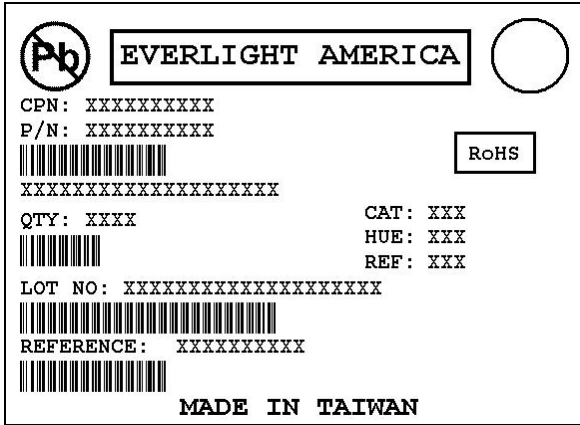 Pb
EVERLIGHT AMERICA
CPN: XXXXXXXXXX
P/N: XXXXXXXXXX
RoHS
XXXXXXXXXXXXXXXXXXXX
QTY: XXXX
CAT: XXX
HUE: XXX
REF: XXX
LOT NO: XXXXXXXXXXXXXXXXXXXX
REFERENCE: XXXXXXXXXX
MADE IN TAIWAN